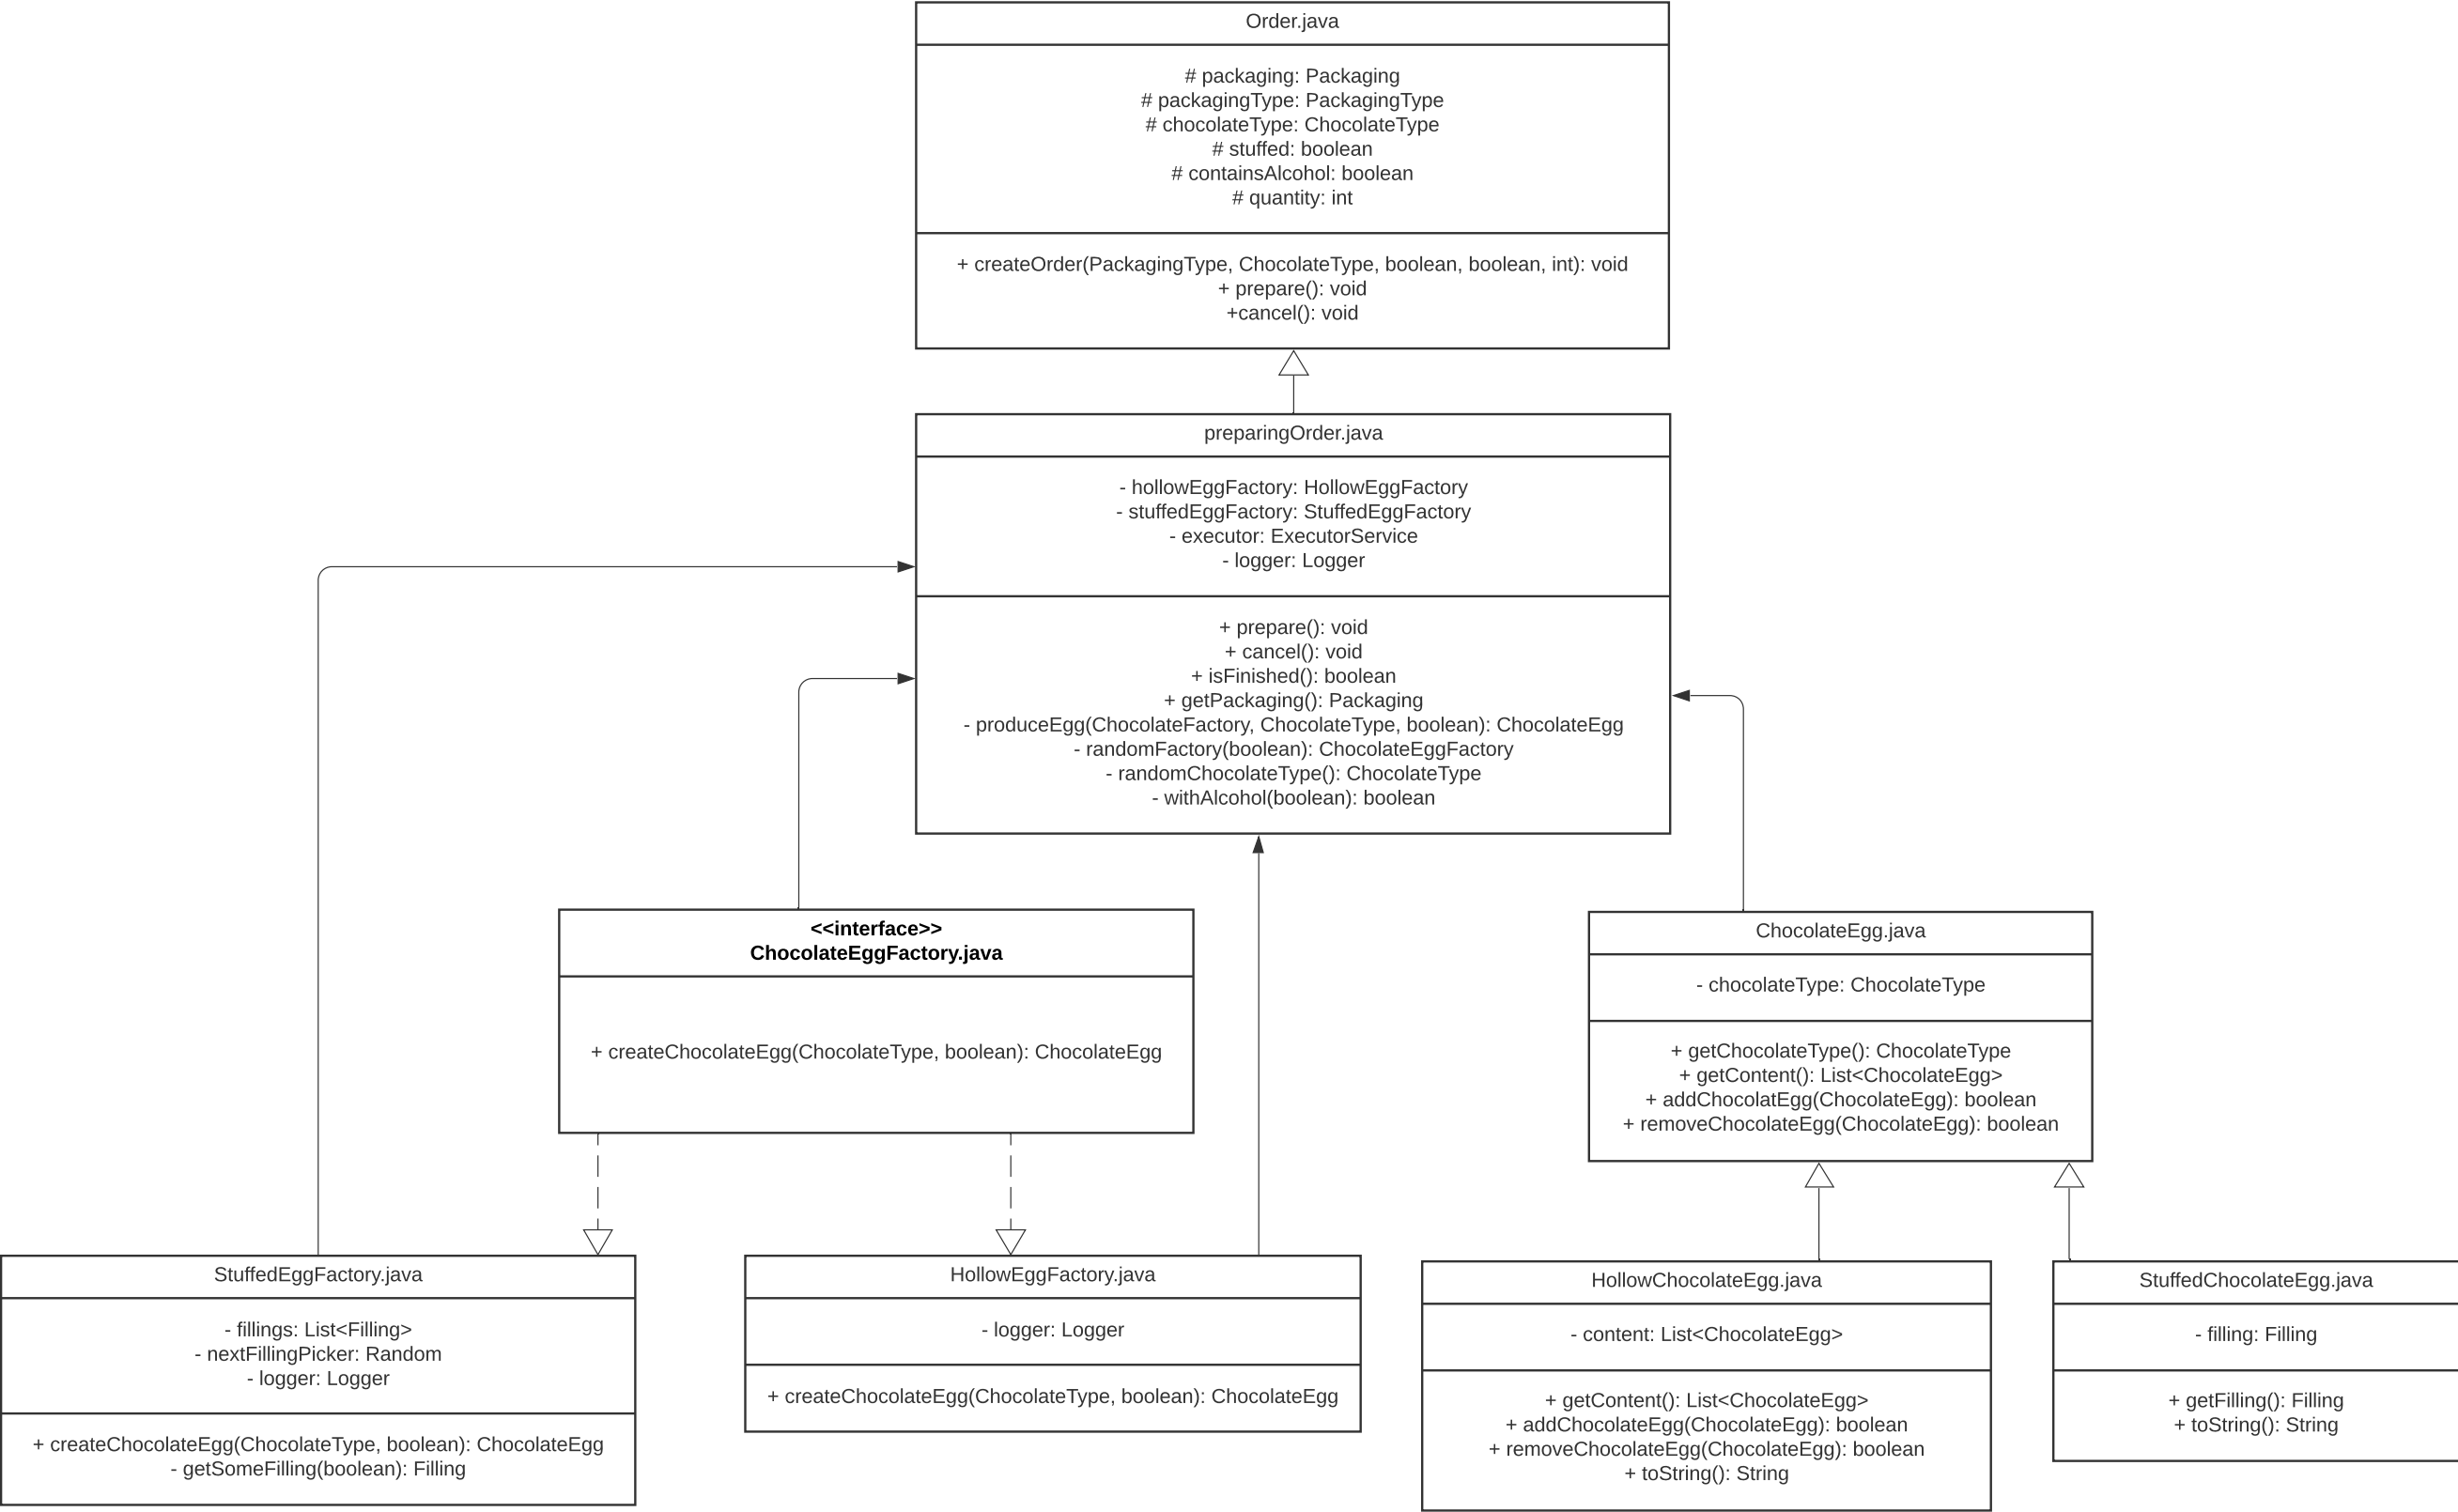 Order.java
# packaging: Packaging
# packagingType: PackagingType
# chocolateType: ChocolateType
# stuffed: boolean
# containsAlcohol: boolean
# quantity: int
+ createOrder(PackagingType, ChocolateType, boolean, boolean, int): void
+ prepare(): void
+cancel(): void
preparingOrder.java
- hollowEggFactory: HollowEggFactory
- stuffedEggFactory: StuffedEggFactory
- executor: ExecutorService
- logger: Logger
+ prepare(): void
+ cancel(): void
+ isFinished(): boolean
+ getPackaging(): Packaging
- produceEgg(ChocolateFactory, ChocolateType, boolean): ChocolateEgg
- randomFactory(boolean): ChocolateEggFactory
- randomChocolateType(): ChocolateType
- withAlcohol(boolean): boolean
<<interface>>
ChocolateEggFactory.java
+ createChocolateEgg(ChocolateType, boolean): ChocolateEgg
ChocolateEgg.java
- chocolateType: ChocolateType
+ getChocolateType(): ChocolateType
+ getContent(): List<ChocolateEgg>
+ addChocolatEgg(ChocolateEgg): boolean
+ removeChocolateEgg(ChocolateEgg): boolean
StuffedEggFactory.java
- fillings: List<Filling>
- nextFillingPicker: Random
- logger: Logger
+ createChocolateEgg(ChocolateType, boolean): ChocolateEgg
- getSomeFilling(boolean): Filling
HollowEggFactory.java
- logger: Logger
+ createChocolateEgg(ChocolateType, boolean): ChocolateEgg
HollowChocolateEgg.java
- content: List<ChocolateEgg>
+ getContent(): List<ChocolateEgg>
+ addChocolateEgg(ChocolateEgg): boolean
+ removeChocolateEgg(ChocolateEgg): boolean
+ toString(): String
StuffedChocolateEgg.java
- filling: Filling
+ getFilling(): Filling
+ toString(): String